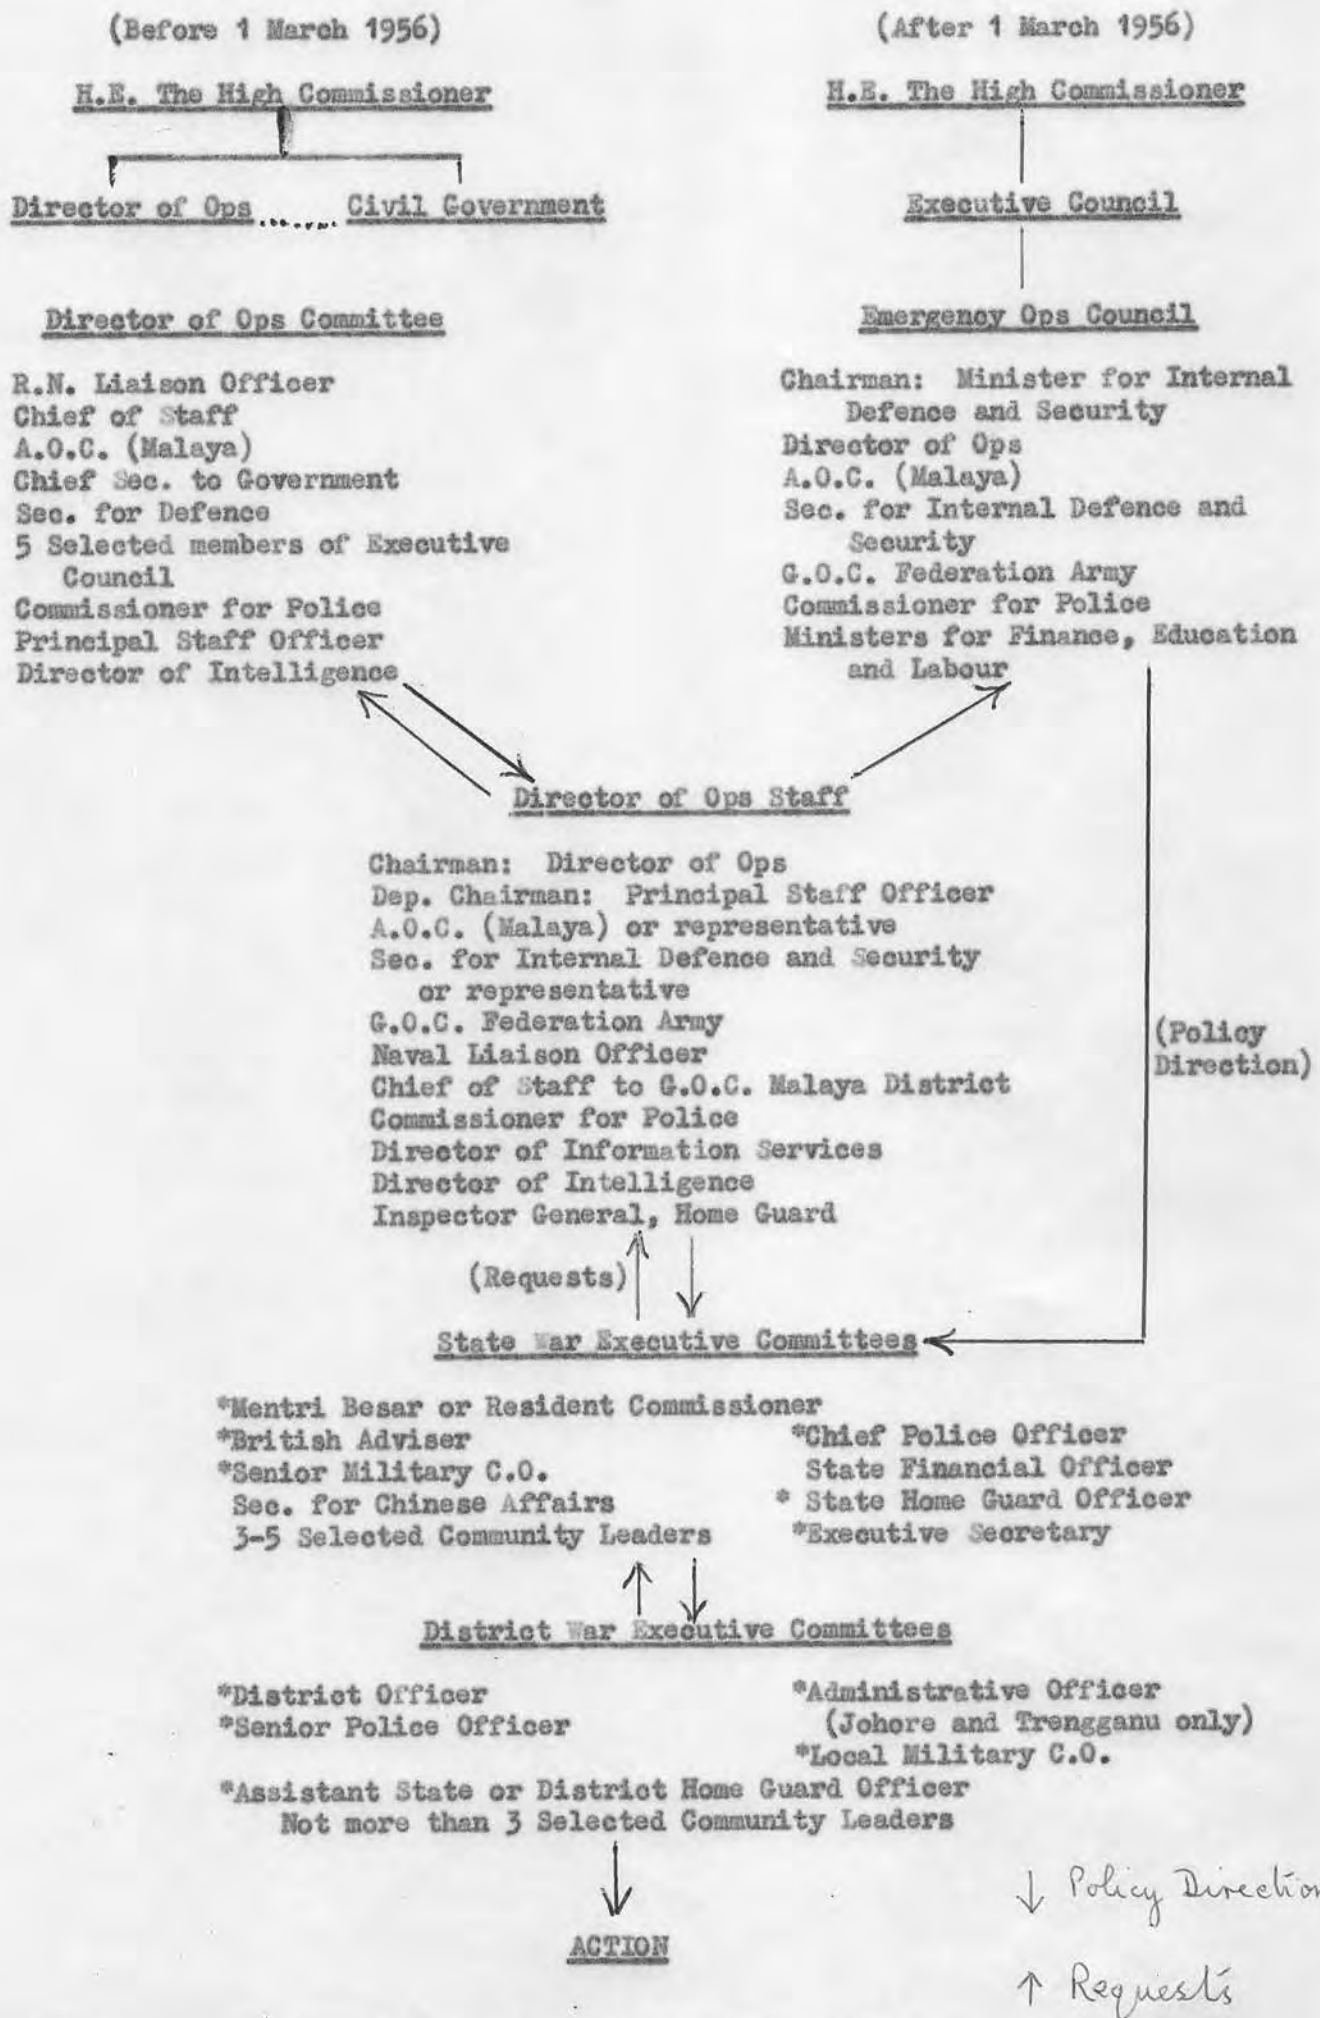 (Before 1 March 1956)
H.E. The High Commissioner
Director of Ops ........ Civil Government
Director of Ops Committee
R.N. Liaison Officer
Chief of Staff
A.O.C. (Malaya)
Chief Sec. to Government
Sec. for Defence
5 Selected members of Executive
Council
Commissioner for Police
Principal Staff Officer
Director of Intelligence
(After 1 March 1956)
H.E. The High Commissioner
Executive Council
Emergency Ops Council
Chairman: Minister for Internal
Defence and Security
Director of Ops
A.O.C. (Malaya)
Sec. for Internal Defence and
Security
G.O.C. Federation Army
Commissioner for Police
Ministers for Finance, Education
and Labour
Director of Ops Staff
Chairman: Director of Ops
Dep. Chairman: Principal Staff Officer
A.O.C. (Malaya) or representative
Sec. for Internal Defence and Security
or representative
G.O.C. Federation Army
Naval Liaison Officer
Chief of Staff to G.O.C. Malaya District
Commissioner for Police
Director of Information Services
Director of Intelligence
Inspector General, Home Guard
(Policy
Direction)
(Requests)
State War Executive Committees
*Mentri Besar or Resident Commissioner
*British Adviser
*Senior Military C.O.
Sec. for Chinese Affairs
3-5 Selected Community Leaders
*Chief Police Officer
State Financial Officer
* State Home Guard Officer
*Executive Secretary
District War Executive Committees
*District Officer
*Senior Police Officer
*Administrative Officer
(Johore and Trengganu only)
*Local Military C.O.
*Assistant State or District Home Guard Officer
Not more than 3 Selected Community Leaders
ACTION
↓ Policy Direction
↑ Requests